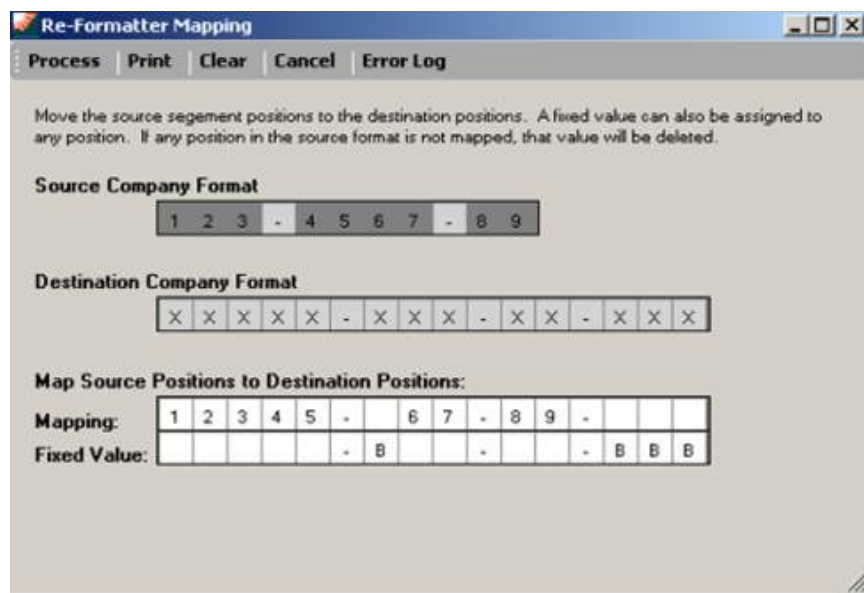 Re-Formatter Mapping
Process Print Clear Cancel Error Log
Move the source segement positions to the destination positions. A fixed value can also be assigned to
any position. If any position in the source format is not mapped, that value will be deleted.
Source Company Format
1 2 3 - 4 5 6 7 - 8 9
Destination Company Format
X X X X X - X X X - X X - X X X
Map Source Positions to Destination Positions:
Mapping: 1 2 3 4 5 - 6 7 - 8 9 -
Fixed Value: - B - - B B B